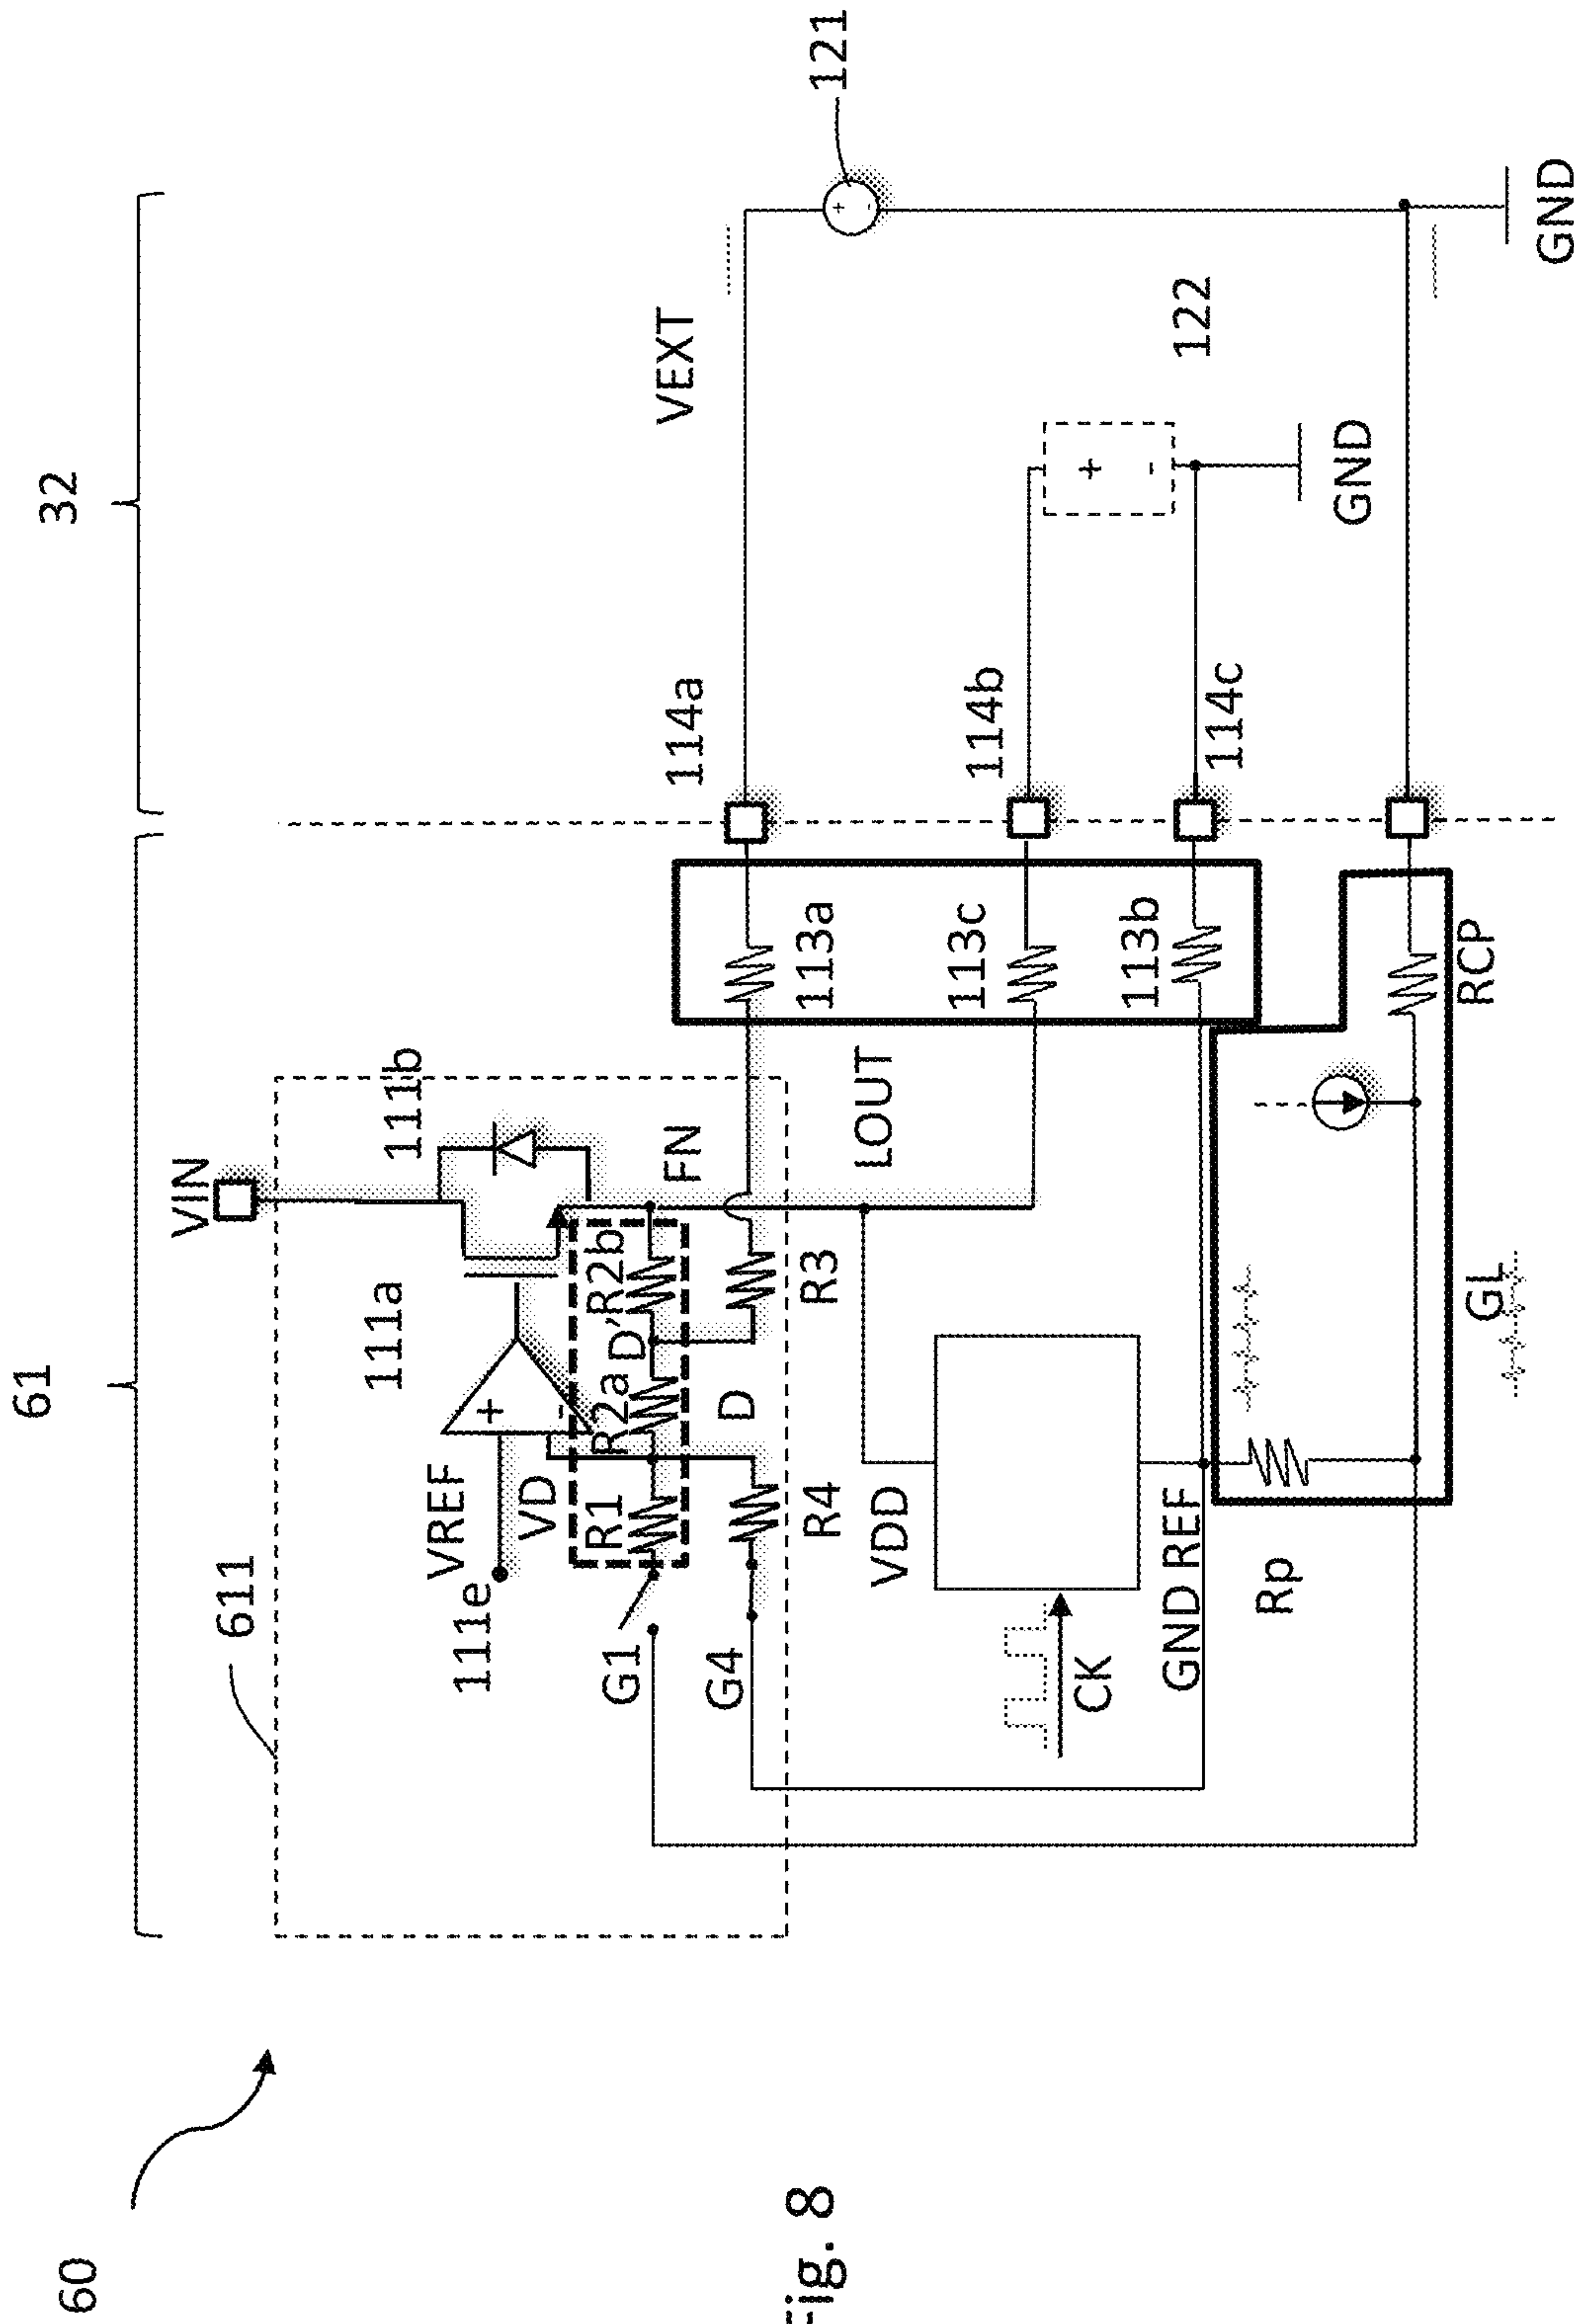 60
61
32
611
VIN
111b
111a
VREF
111e
VD
+
-
R1
R2a
D'
R2b
FN
G1
G4
D
R4
R3
LOUT
VDD
CK
GND REF
Rp
GL
RCP
113a
113c
113b
114a
114b
114c
VEXT
121
+
-
122
+
-
GND
GND
Fig. 8